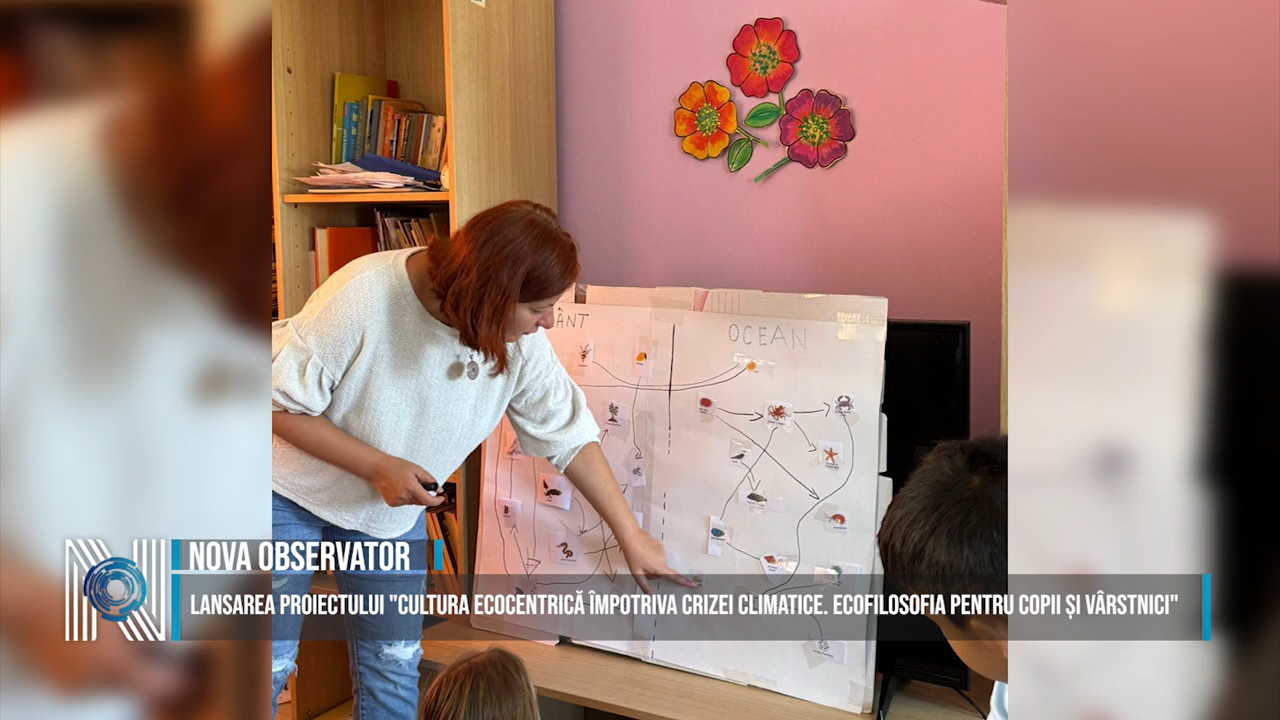 ÂNT
OCEAN
NOVA OBSERVATOR
LANSAREA PROIECTULUI "CULTURA ECOCENTRICĂ ÎMPOTRIVA CRIZEI CLIMATICE. ECOFILOSOFIA PENTRU COPII ȘI VÂRSTNICI"